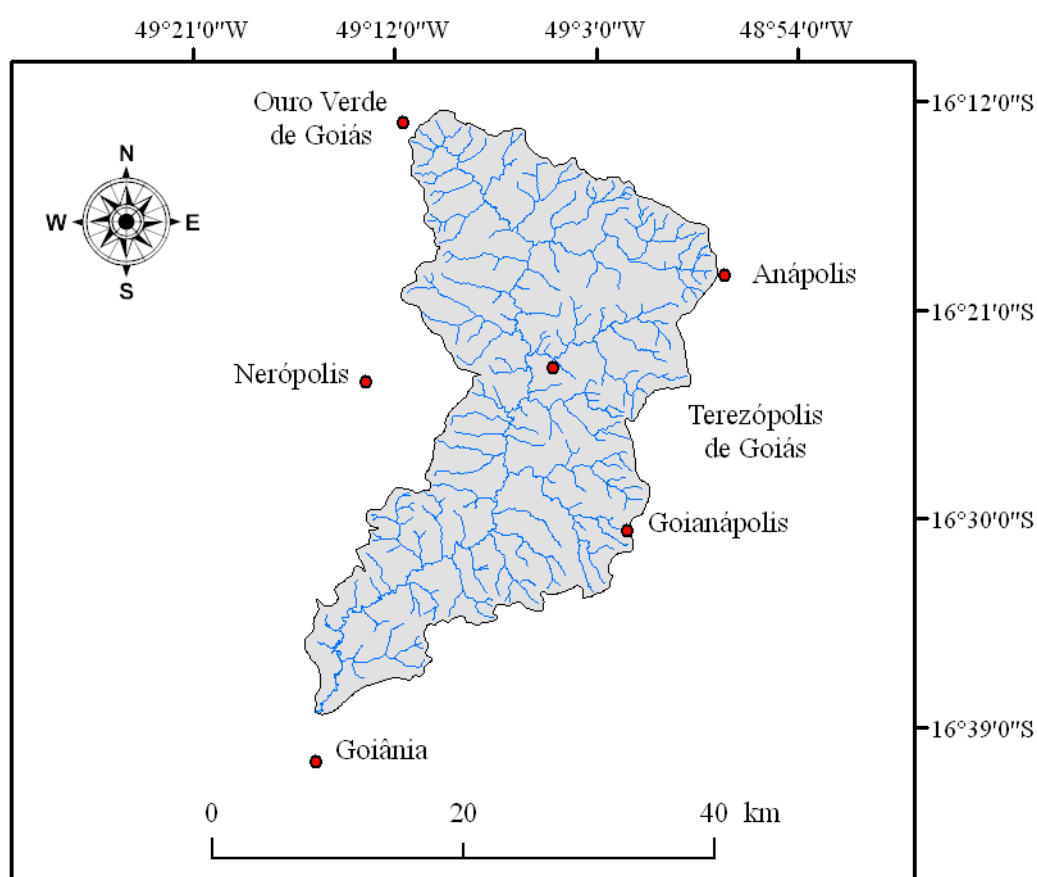 49°21'0"W 49°12'0"W 49°3'0"W 48°54'0"W
Ouro Verde
de Goiás
16°12'0"S
N
W E
S
Anápolis
16°21'0"S
Nerópolis
Terezópolis
de Goiás
Goianápolis
16°30'0"S
16°39'0"S
Goiânia
0 20 40 km